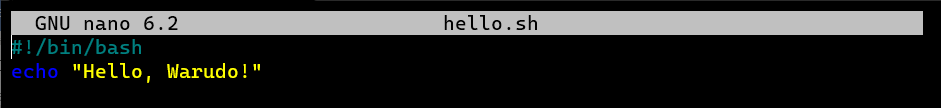 GNU nano 6.2 hello.sh
#!/bin/bash
echo "Hello, Warudo!"